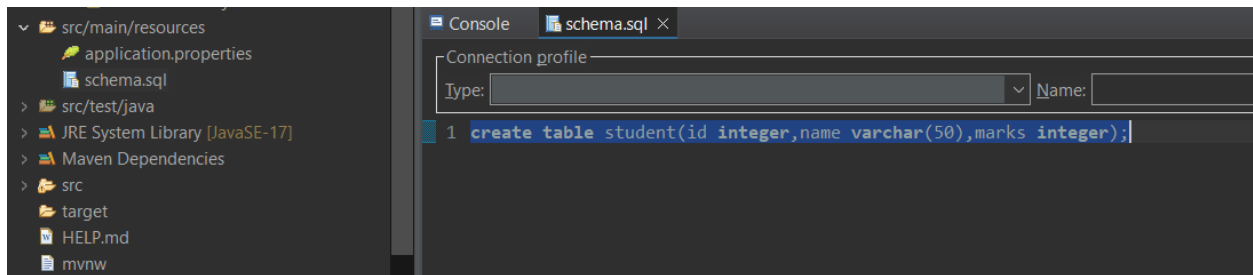 src/main/resources
application.properties
schema.sql
src/test/java
JRE System Library [JavaSE-17]
Maven Dependencies
src
target
HELP.md
mvnw
Console schema.sql
Connection profile
Type: Name:
1 create table student(id integer,name varchar(50),marks integer);